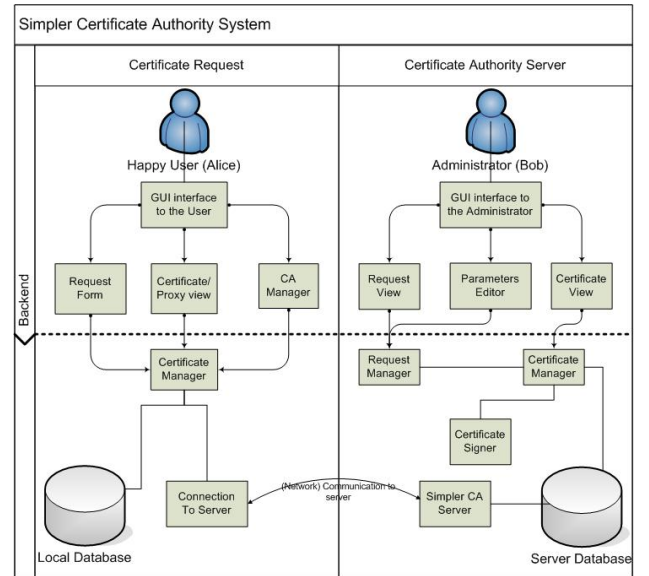 Simpler Certificate Authority System
Certificate Request
Certificate Authority Server
Happy User (Alice)
Administrator (Bob)
GUI interface
to the User
GUI interface to
the Administrator
Request
Form
Certificate/
Proxy view
CA
Manager
Request
View
Parameters
Editor
Certificate
View
Backend
Certificate
Manager
Request
Manager
Certificate
Manager
Certificate
Signer
Connection
To Server
(Network) Communication to
server
Simpler CA
Server
Local Database
Server Database